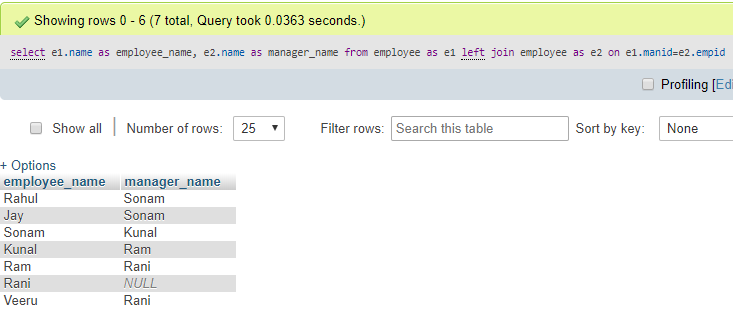 Showing rows 0 - 6 (7 total, Query took 0.0363 seconds.)
select e1.name as employee_name, e2.name as manager_name from employee as e1 left join employee as e2 on e1.manid=e2.empid
Profiling [Edi
Show all Number of rows: 25 Filter rows: Search this table Sort by key: None
+ Options
employee_name manager_name
Rahul Sonam
Jay Sonam
Sonam Kunal
Kunal Ram
Ram Rani
Rani NULL
Veeru Rani